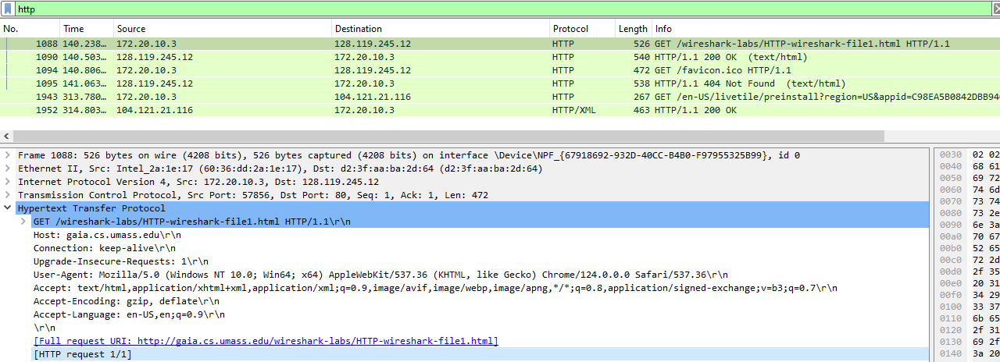 http
No. Time Source Destination Protocol Length Info
1088 140.238… 172.20.10.3 128.119.245.12 HTTP 526 GET /wireshark-labs/HTTP-wireshark-file1.html HTTP/1.1
1090 140.503… 128.119.245.12 172.20.10.3 HTTP 540 HTTP/1.1 200 OK  (text/html)
1094 140.806… 172.20.10.3 128.119.245.12 HTTP 472 GET /favicon.ico HTTP/1.1
1095 141.063… 128.119.245.12 172.20.10.3 HTTP 538 HTTP/1.1 404 Not Found  (text/html)
1943 313.780… 172.20.10.3 104.121.21.116 HTTP 267 GET /en-US/livetile/preinstall?region=US&appid=C98EA5B0842DBB94
1952 314.803… 104.121.21.116 172.20.10.3 HTTP/XML 463 HTTP/1.1 200 OK
Frame 1088: 526 bytes on wire (4208 bits), 526 bytes captured (4208 bits) on interface \Device\NPF_{67918692-932D-40CC-B4B0-F97955325B99}, id 0
Ethernet II, Src: Intel_2a:1e:17 (60:36:dd:2a:1e:17), Dst: d2:3f:aa:ba:2d:64 (d2:3f:aa:ba:2d:64)
Internet Protocol Version 4, Src: 172.20.10.3, Dst: 128.119.245.12
Transmission Control Protocol, Src Port: 57856, Dst Port: 80, Seq: 1, Ack: 1, Len: 472
Hypertext Transfer Protocol
GET /wireshark-labs/HTTP-wireshark-file1.html HTTP/1.1\r\n
Host: gaia.cs.umass.edu\r\n
Connection: keep-alive\r\n
Upgrade-Insecure-Requests: 1\r\n
User-Agent: Mozilla/5.0 (Windows NT 10.0; Win64; x64) AppleWebKit/537.36 (KHTML, like Gecko) Chrome/124.0.0.0 Safari/537.36\r\n
Accept: text/html,application/xhtml+xml,application/xml;q=0.9,image/avif,image/webp,image/apng,*/*;q=0.8,application/signed-exchange;v=b3;q=0.7\r\n
Accept-Encoding: gzip, deflate\r\n
Accept-Language: en-US,en;q=0.9\r\n
\r\n
[Full request URI: http://gaia.cs.umass.edu/wireshark-labs/HTTP-wireshark-file1.html]
[HTTP request 1/1]
0030 02 02
0040 68 61
0050 69 72
0060 74 6d
0070 73 74
0080 73 2e
0090 6e 3a
00a0 70 67
00b0 52 65
00c0 72 2d
00d0 2f 35
00e0 20 31
00f0 34 29
0100 33 37
0110 6b 65
0120 2f 31
0130 69 2f
0140 3a 20